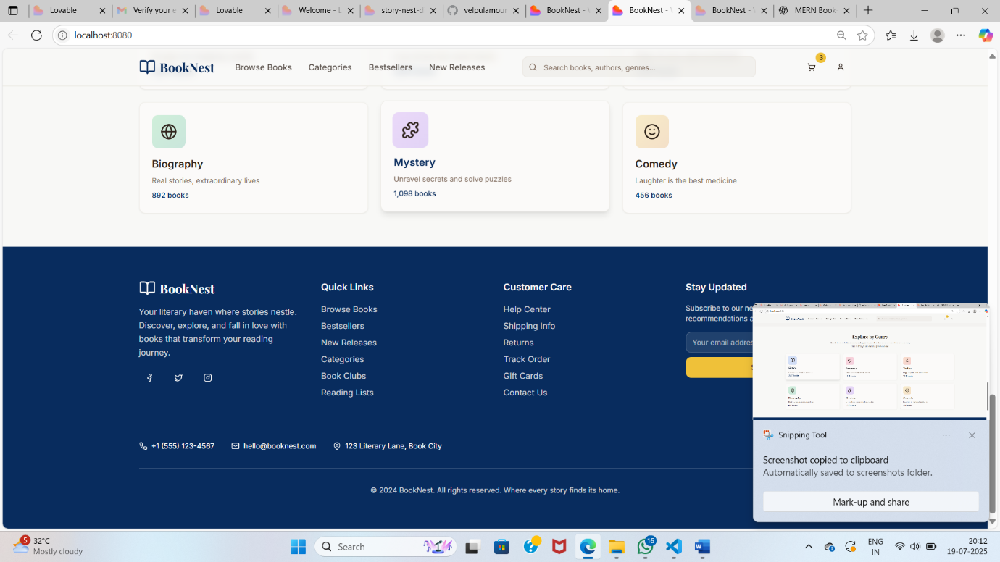 Lovable
Verify your e
Lovable
Welcome - L
story-nest-d
velpulamour
BookNest - \
BookNest - \
BookNest - \
MERN Book
localhost:8080
BookNest
Browse Books
Categories
Bestsellers
New Releases
Search books, authors, genres...
3
Biography
Real stories, extraordinary lives
892 books
Mystery
Unravel secrets and solve puzzles
1,098 books
Comedy
Laughter is the best medicine
456 books
BookNest
Your literary haven where stories nestle.
Discover, explore, and fall in love with
books that transform your reading
journey.
Quick Links
Browse Books
Bestsellers
New Releases
Categories
Book Clubs
Reading Lists
Customer Care
Help Center
Shipping Info
Returns
Track Order
Gift Cards
Contact Us
Stay Updated
Subscribe to our ne
recommendations a
Your email addres
+1 (555) 123-4567
hello@booknest.com
123 Literary Lane, Book City
© 2024 BookNest. All rights reserved. Where every story finds its home.
Explore by Genre
Snipping Tool
Screenshot copied to clipboard
Automatically saved to screenshots folder.
Mark-up and share
5
32°C
Mostly cloudy
Search
16
ENG
IN
20:12
19-07-2025